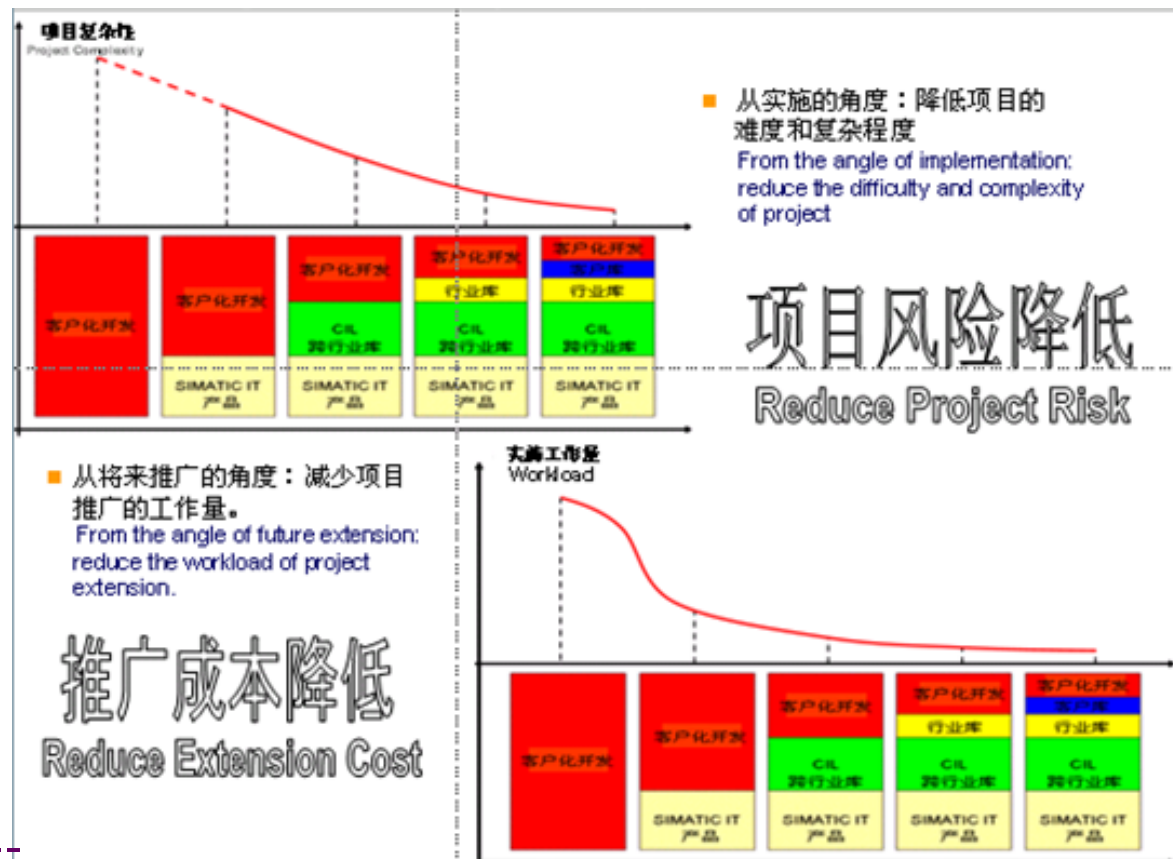 项目复杂性
Project Complexity
从实施的角度：降低项目的
难度和复杂程度
From the angle of implementation:
reduce the difficulty and complexity
of project
项目风险降低
Reduce Project Risk
客户化开发
客户化开发
SIMATIC IT
产品
客户化开发
CIL
跨行业库
SIMATIC IT
产品
客户化开发
行业库
CIL
跨行业库
SIMATIC IT
产品
客户化开发
客户库
行业库
CIL
跨行业库
SIMATIC IT
产品
从将来推广的角度：减少项目
推广的工作量。
From the angle of future extension:
reduce the workload of project
extension.
推广成本降低
Reduce Extension Cost
实施工作量
Workload
客户化开发
客户化开发
SIMATIC IT
产品
客户化开发
CIL
跨行业库
SIMATIC IT
产品
客户化开发
行业库
CIL
跨行业库
SIMATIC IT
产品
客户化开发
客户库
行业库
CIL
跨行业库
SIMATIC IT
产品